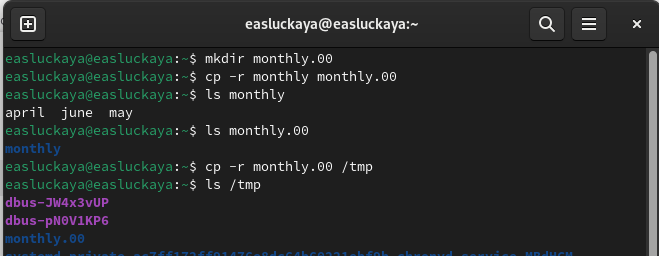 easluckaya@easluckaya:~
easluckaya@easluckaya:~$ mkdir monthly.00
easluckaya@easluckaya:~$ cp -r monthly monthly.00
easluckaya@easluckaya:~$ ls monthly
april  june  may
easluckaya@easluckaya:~$ ls monthly.00
monthly
easluckaya@easluckaya:~$ cp -r monthly.00 /tmp
easluckaya@easluckaya:~$ ls /tmp
dbus-JW4x3vUP
dbus-pN0V1KP6
monthly.00